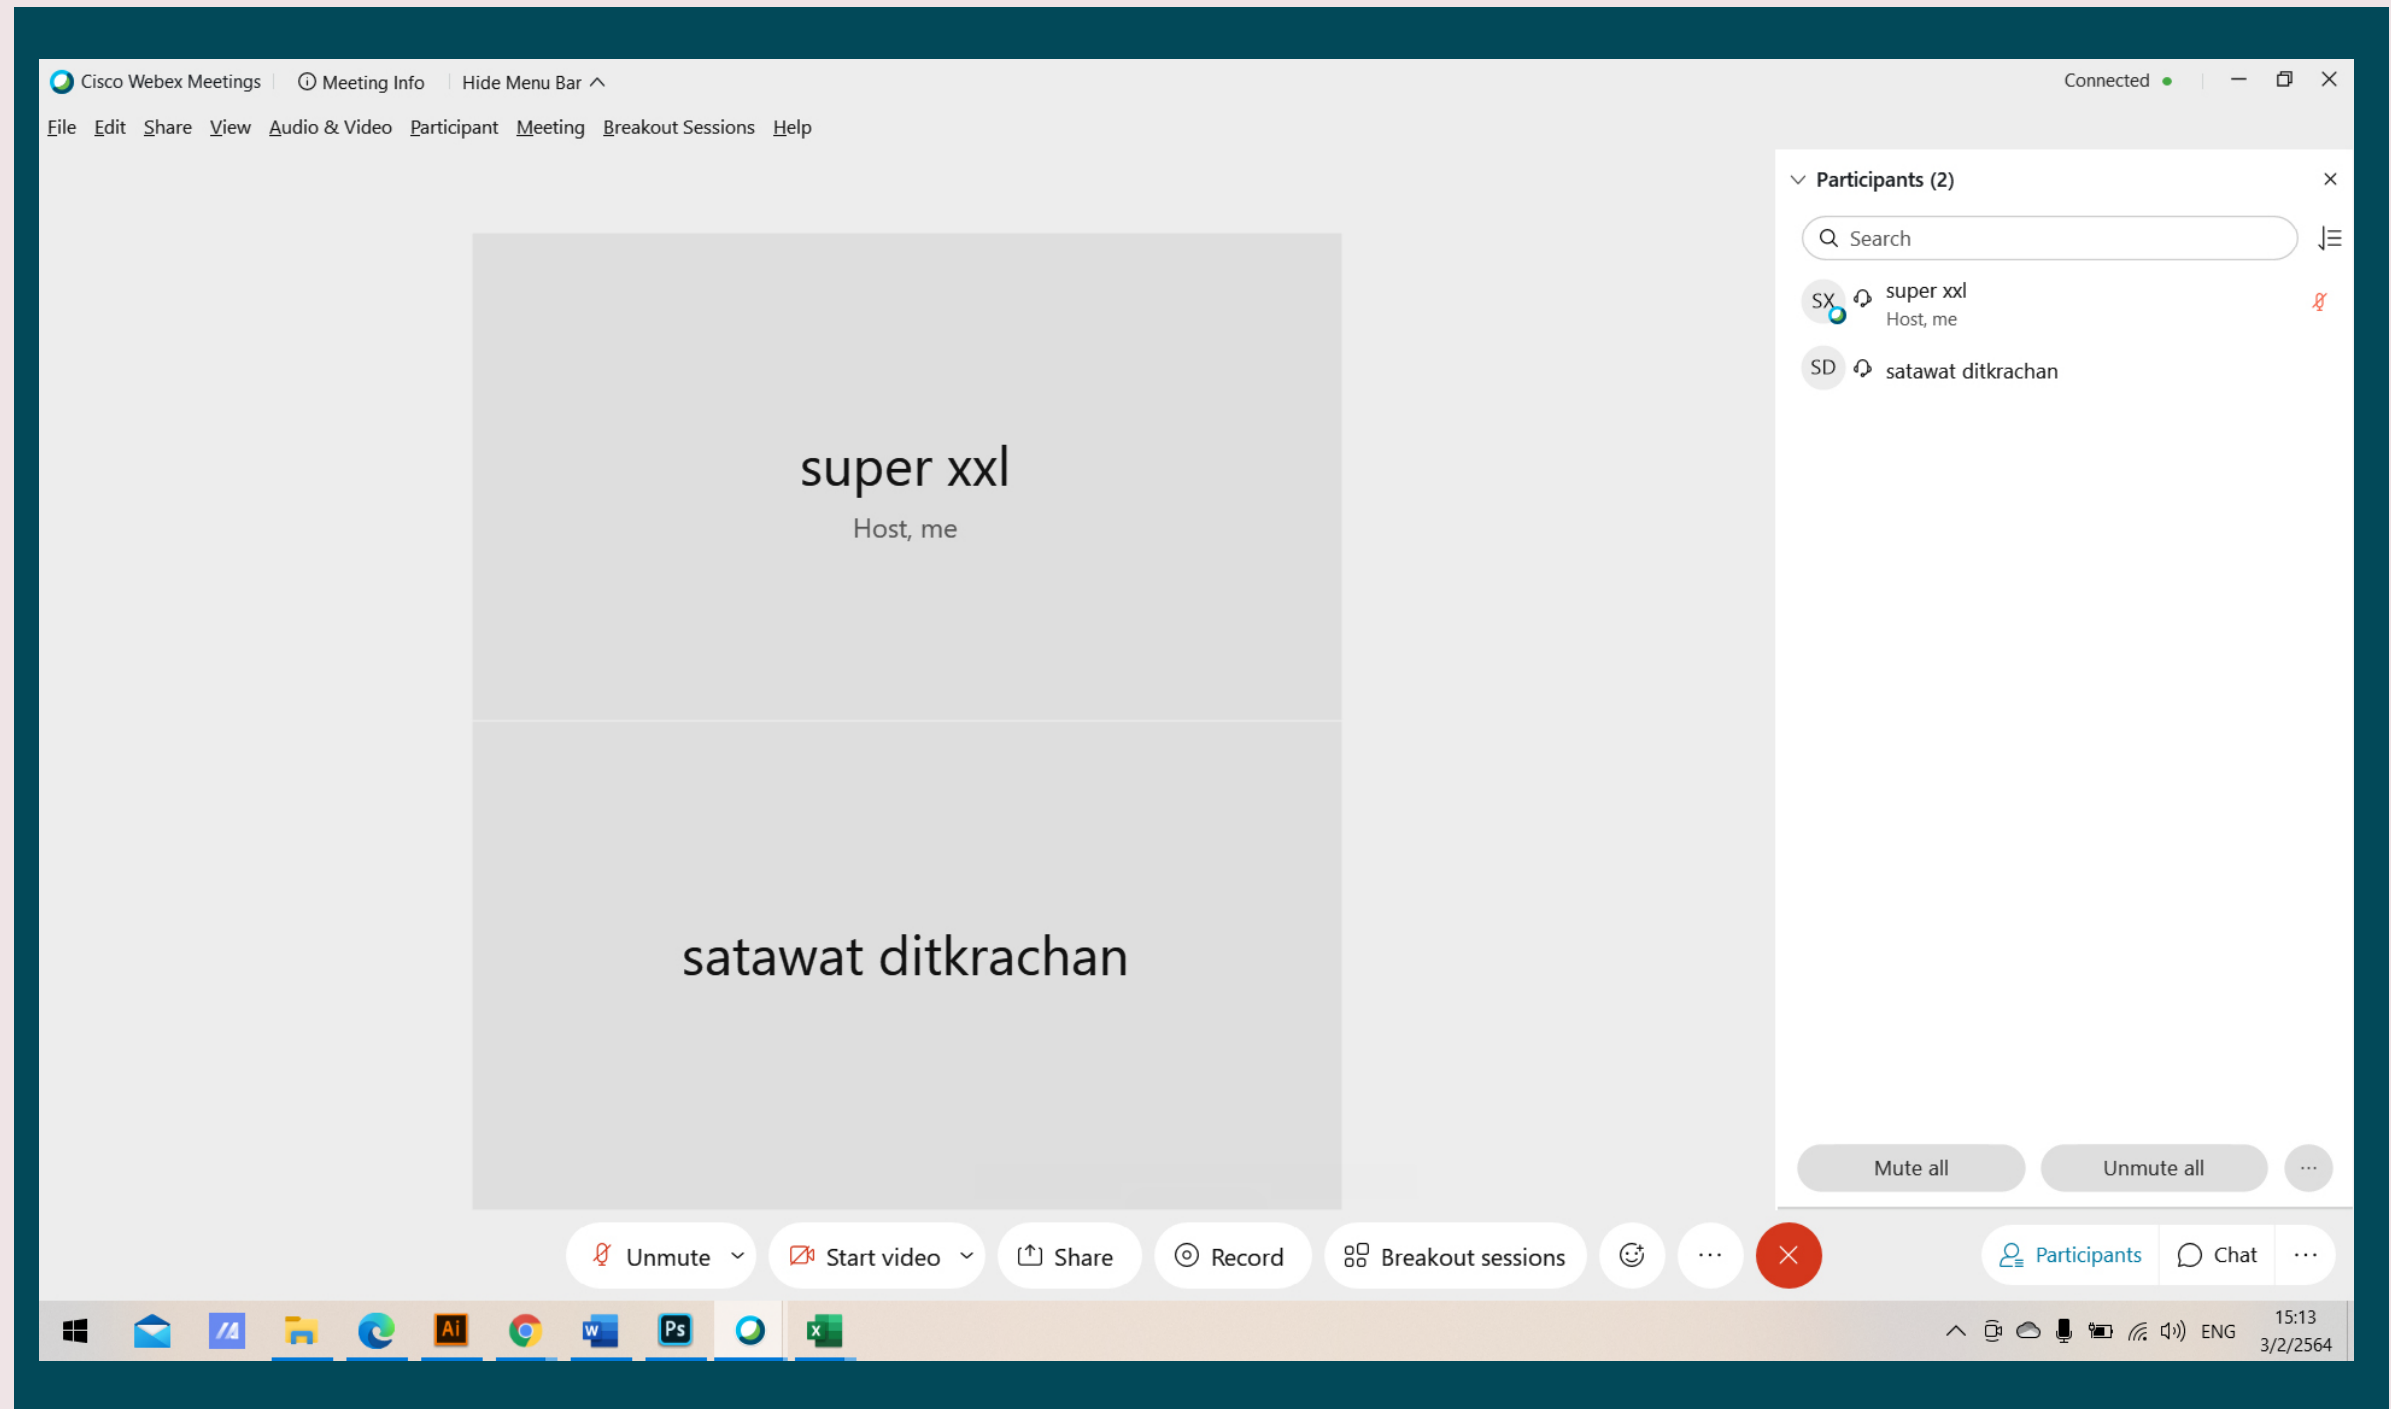 Cisco Webex Meetings Meeting Info Hide Menu Bar
Connected
File Edit Share View Audio & Video Participant Meeting Breakout Sessions Help
Participants (2)
Search
SX super xxl
Host, me
SD satawat ditkrachan
super xxl
Host, me
satawat ditkrachan
Mute all Unmute all ...
Unmute Start video Share Record Breakout sessions ... Participants Chat ...
Ai W Ps X ENG 15:13
3/2/2564